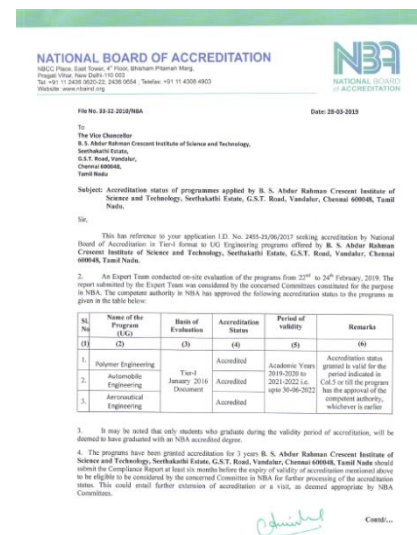 NATIONAL BOARD OF ACCREDITATION
NBCC Place, East Tower, 4th Floor, Bhisham Pitamah Marg,
Pragati Vihar, New Delhi-110 003
Tel: +91 11 2436 0620-22, 2436 0654, Telefax: +91 11 4308 4903
Website: www.nbaind.org
NBA
NATIONAL BOARD
of ACCREDITATION
File No. 33-32-2010/NBA
Date: 28-03-2019
To
The Vice Chancellor
B. S. Abdur Rahman Crescent Institute of Science and Technology,
Seethakathi Estate,
G.S.T. Road, Vandalur,
Chennai 600048,
Tamil Nadu
Subject: Accreditation status of programmes applied by B. S. Abdur Rahman Crescent Institute of
Science and Technology, Seethakathi Estate, G.S.T. Road, Vandalur, Chennai 600048, Tamil
Nadu.
Sir,
This has reference to your application I.D. No. 2455-21/06/2017 seeking accreditation by National
Board of Accreditation in Tier-I format to UG Engineering programs offered by B. S. Abdur Rahman
Crescent Institute of Science and Technology, Seethakathi Estate, G.S.T. Road, Vandalur, Chennai
600048, Tamil Nadu.
2. An Expert Team conducted on-site evaluation of the programs from 22nd to 24th February, 2019. The
report submitted by the Expert Team was considered by the concerned Committees constituted for the purpose
in NBA. The competent authority in NBA has approved the following accreditation status to the programs as
given in the table below:
Sl. No
Name of the Program (UG)
Basis of Evaluation
Accreditation Status
Period of validity
Remarks
(1) (2) (3) (4) (5) (6)
1. Polymer Engineering
Accredited
2. Automobile Engineering
Accredited
3. Aeronautical Engineering
Accredited
Tier-I
January 2016
Document
Academic Years
2019-2020 to
2021-2022 i.e.
upto 30-06-2022
Accreditation status
granted is valid for the
period indicated in
Col.5 or till the program
has the approval of the
competent authority,
whichever is earlier
3. It may be noted that only students who graduate during the validity period of accreditation, will be
deemed to have graduated with an NBA accredited degree.
4. The programs have been granted accreditation for 3 years B. S. Abdur Rahman Crescent Institute of
Science and Technology, Seethakathi Estate, G.S.T. Road, Vandalur, Chennai 600048, Tamil Nadu should
submit the Compliance Report at least six months before the expiry of validity of accreditation mentioned above
to be eligible to be considered by the concerned Committee in NBA for further processing of the accreditation
status. This could entail further extension of accreditation or a visit, as deemed appropriate by NBA
Committees.
Contd/...